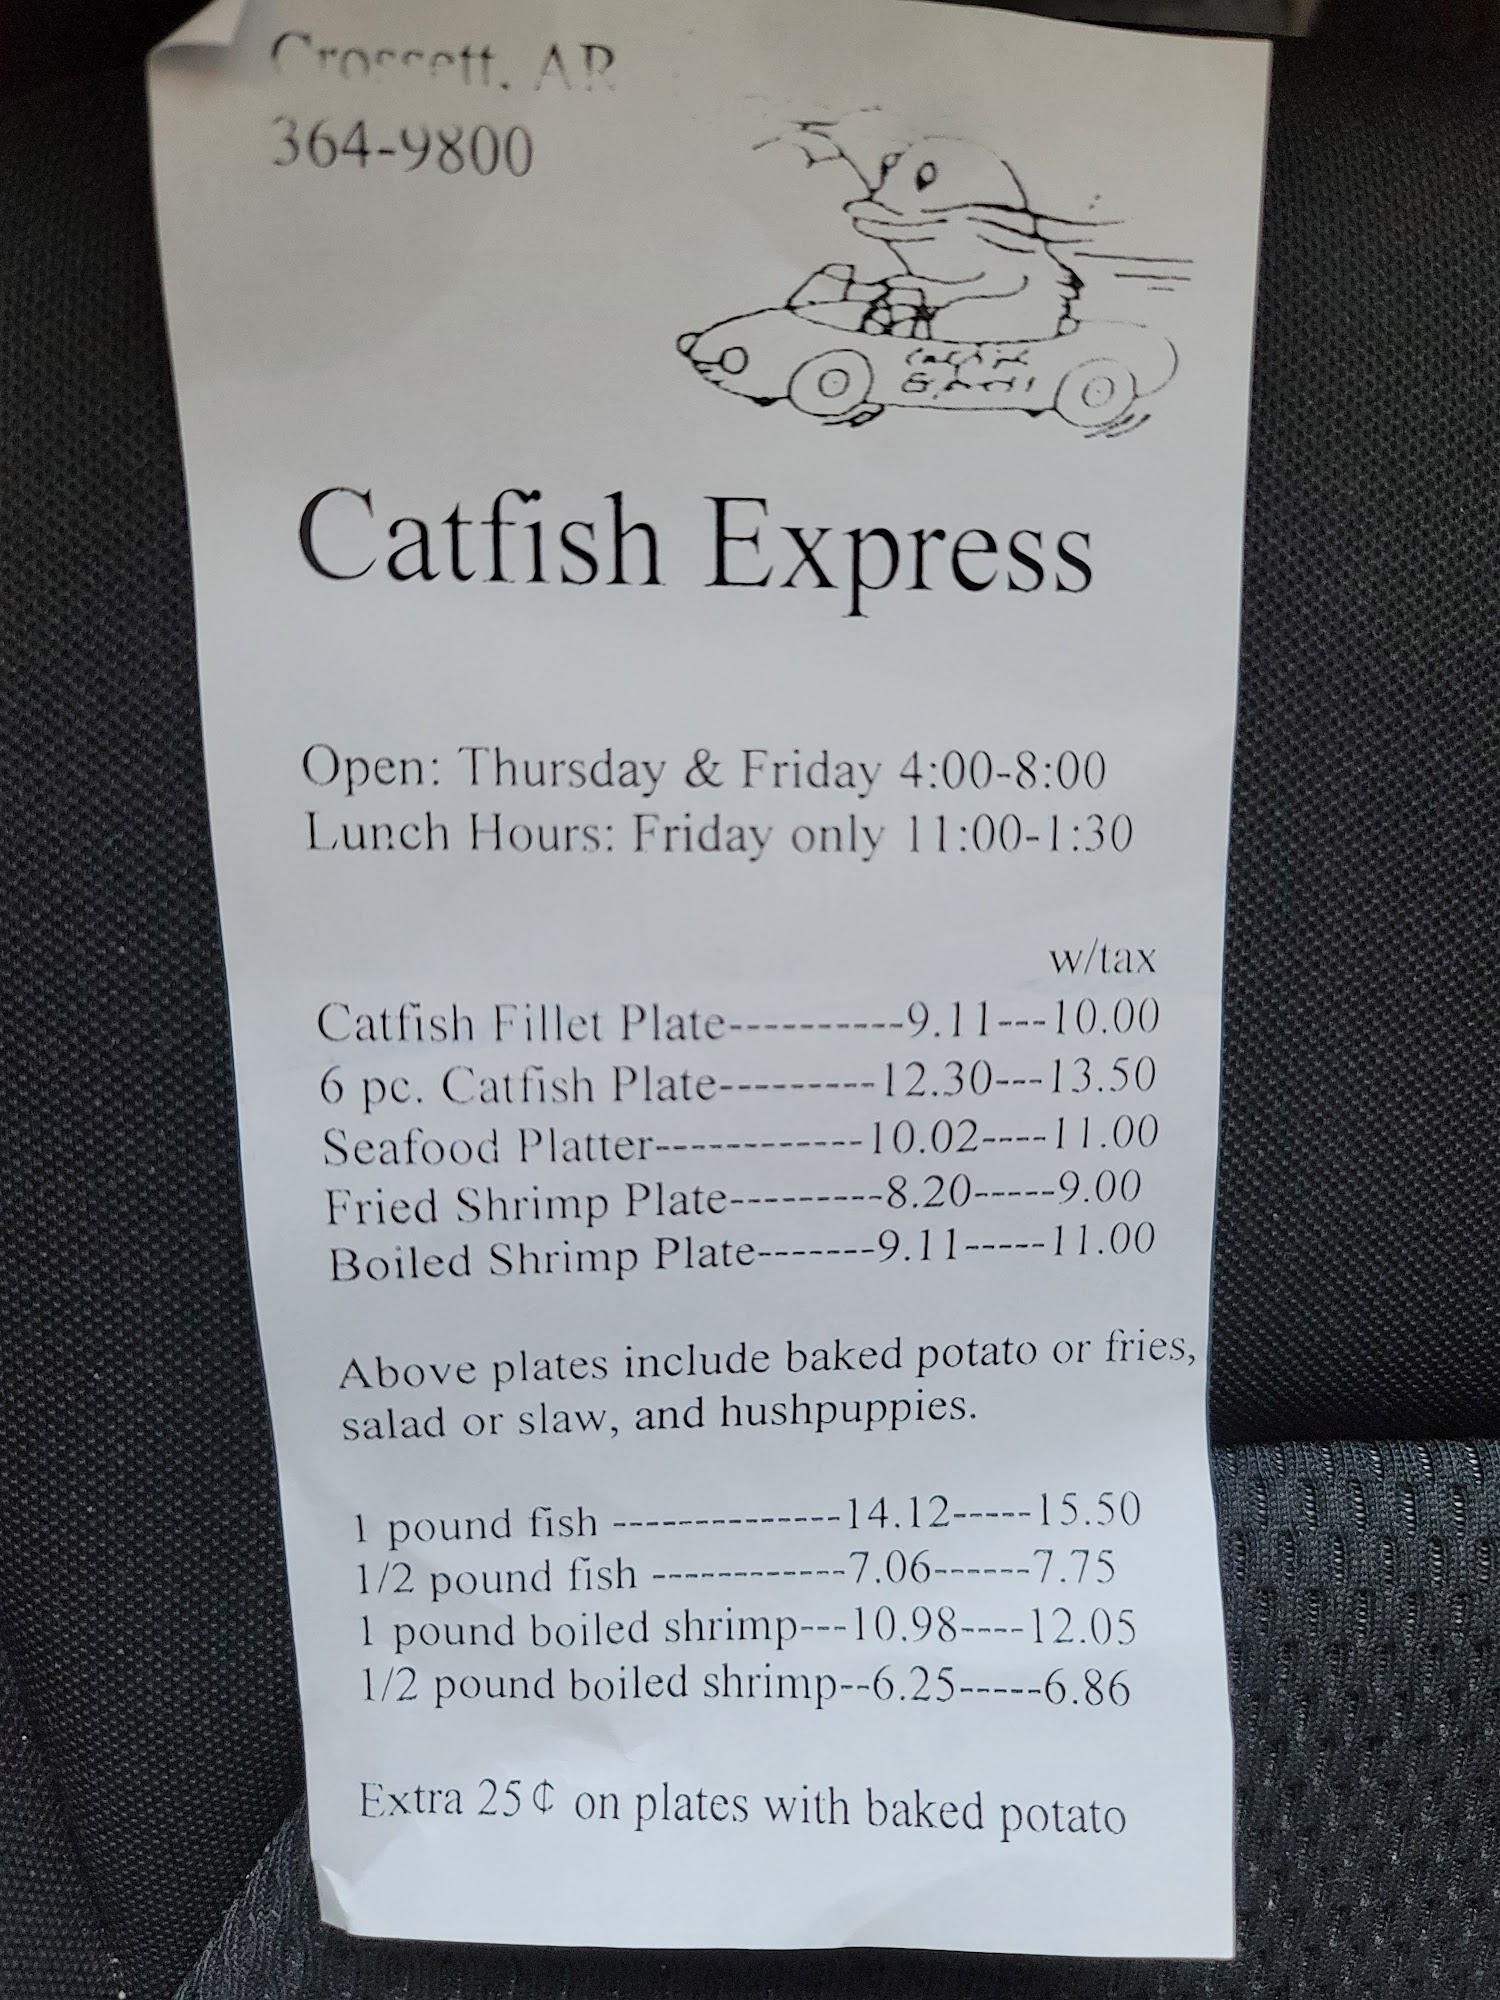 Crossett, AR
364-9800
Catfish
Express
Catfish Express
Open: Thursday & Friday 4:00-8:00
Lunch Hours: Friday only 11:00-1:30
w/tax
Catfish Fillet Plate----------9.11---10.00
6 pc. Catfish Plate---------12.30---13.50
Seafood Platter------------10.02----11.00
Fried Shrimp Plate---------8.20-----9.00
Boiled Shrimp Plate-------9.11-----11.00
Above plates include baked potato or fries,
salad or slaw, and hushpuppies.
1 pound fish --------------14.12-----15.50
1/2 pound fish ------------7.06------7.75
1 pound boiled shrimp---10.98----12.05
1/2 pound boiled shrimp--6.25-----6.86
Extra 25¢ on plates with baked potato